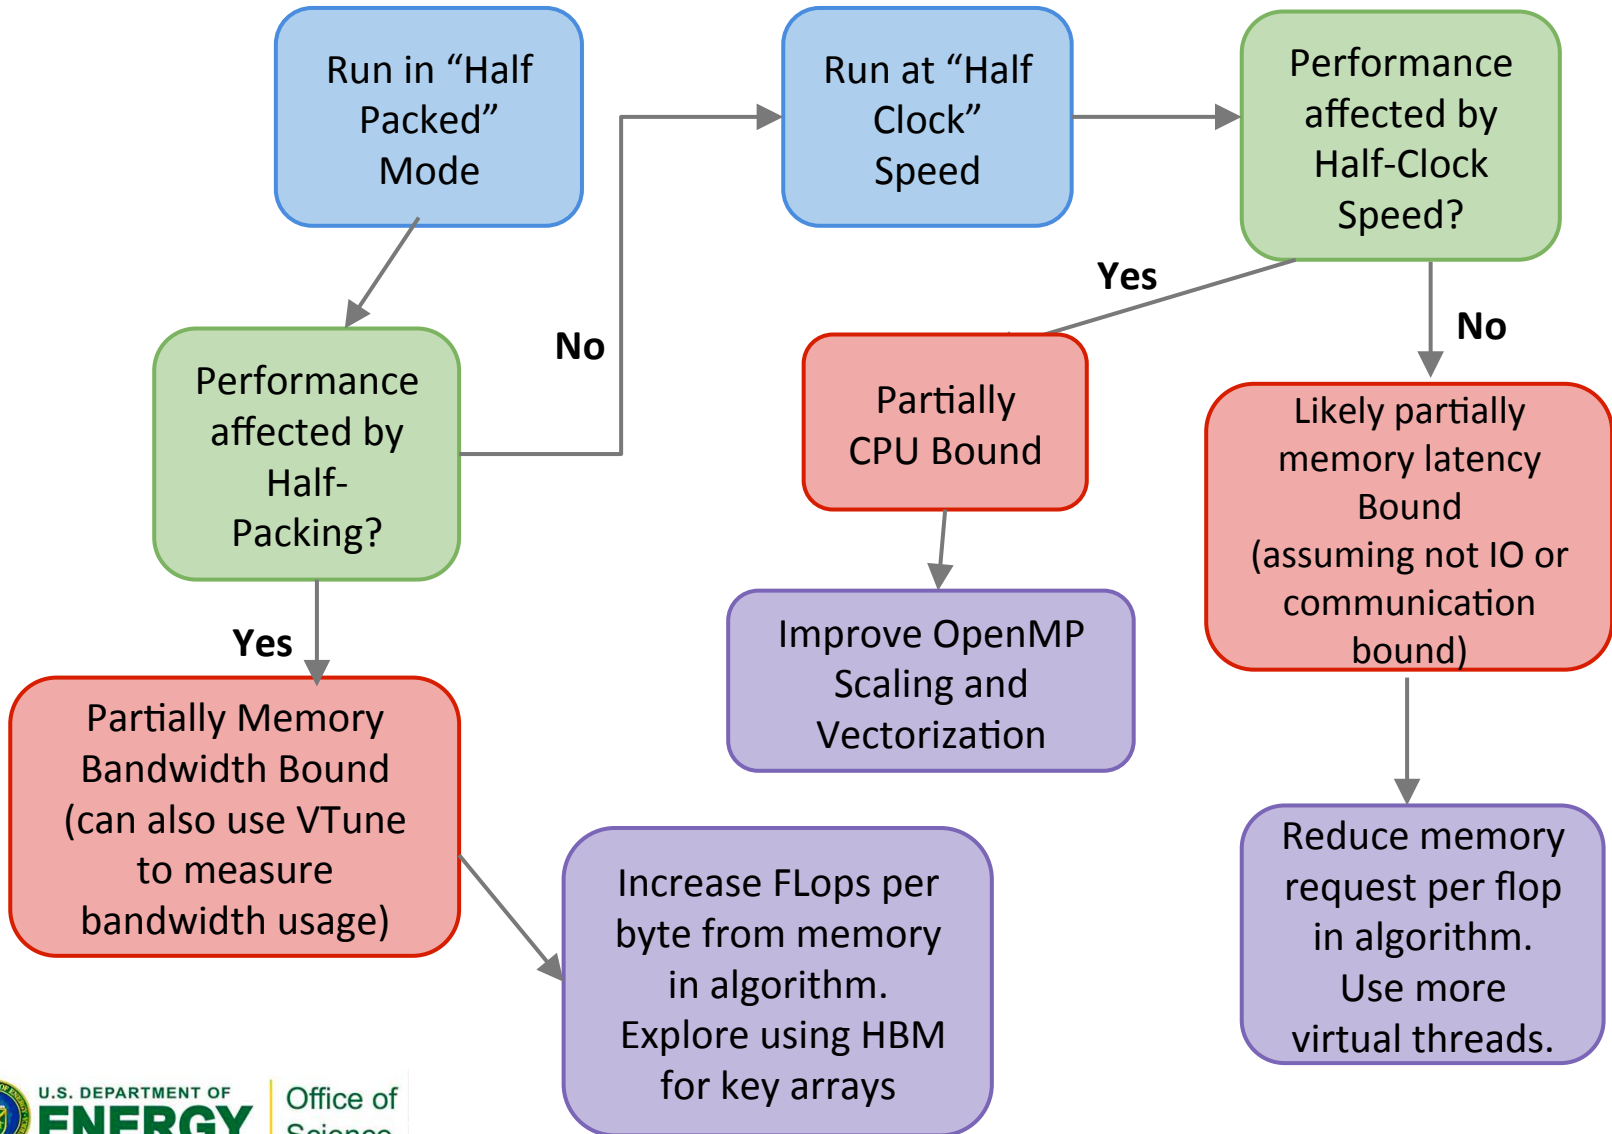 Run in “Half
Packed”
Mode
Run at “Half
Clock”
Speed
Performance
affected by
Half-Clock
Speed?
Yes
No
No
Performance
affected by
Half-
Packing?
Partially
CPU Bound
Likely partially
memory latency
Bound
(assuming not IO or
communication
bound)
Yes
Improve OpenMP
Scaling and
Vectorization
Partially Memory
Bandwidth Bound
(can also use VTune
to measure
bandwidth usage)
Increase FLops per
byte from memory
in algorithm.
Explore using HBM
for key arrays
Reduce memory
request per flop
in algorithm.
Use more
virtual threads.
U.S. DEPARTMENT OF
ENERGY
Office of
Science